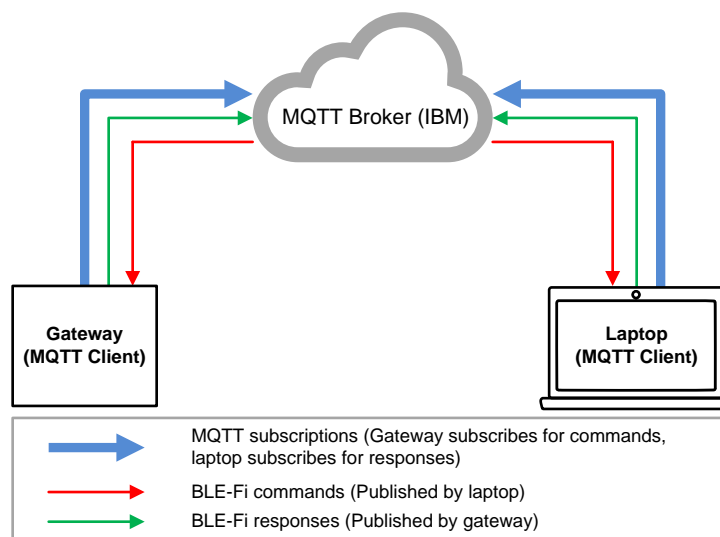 MQTT Broker (IBM)
Gateway
(MQTT Client)
Laptop
(MQTT Client)
MQTT subscriptions (Gateway subscribes for commands,
laptop subscribes for responses)
BLE-Fi commands (Published by laptop)
BLE-Fi responses (Published by gateway)